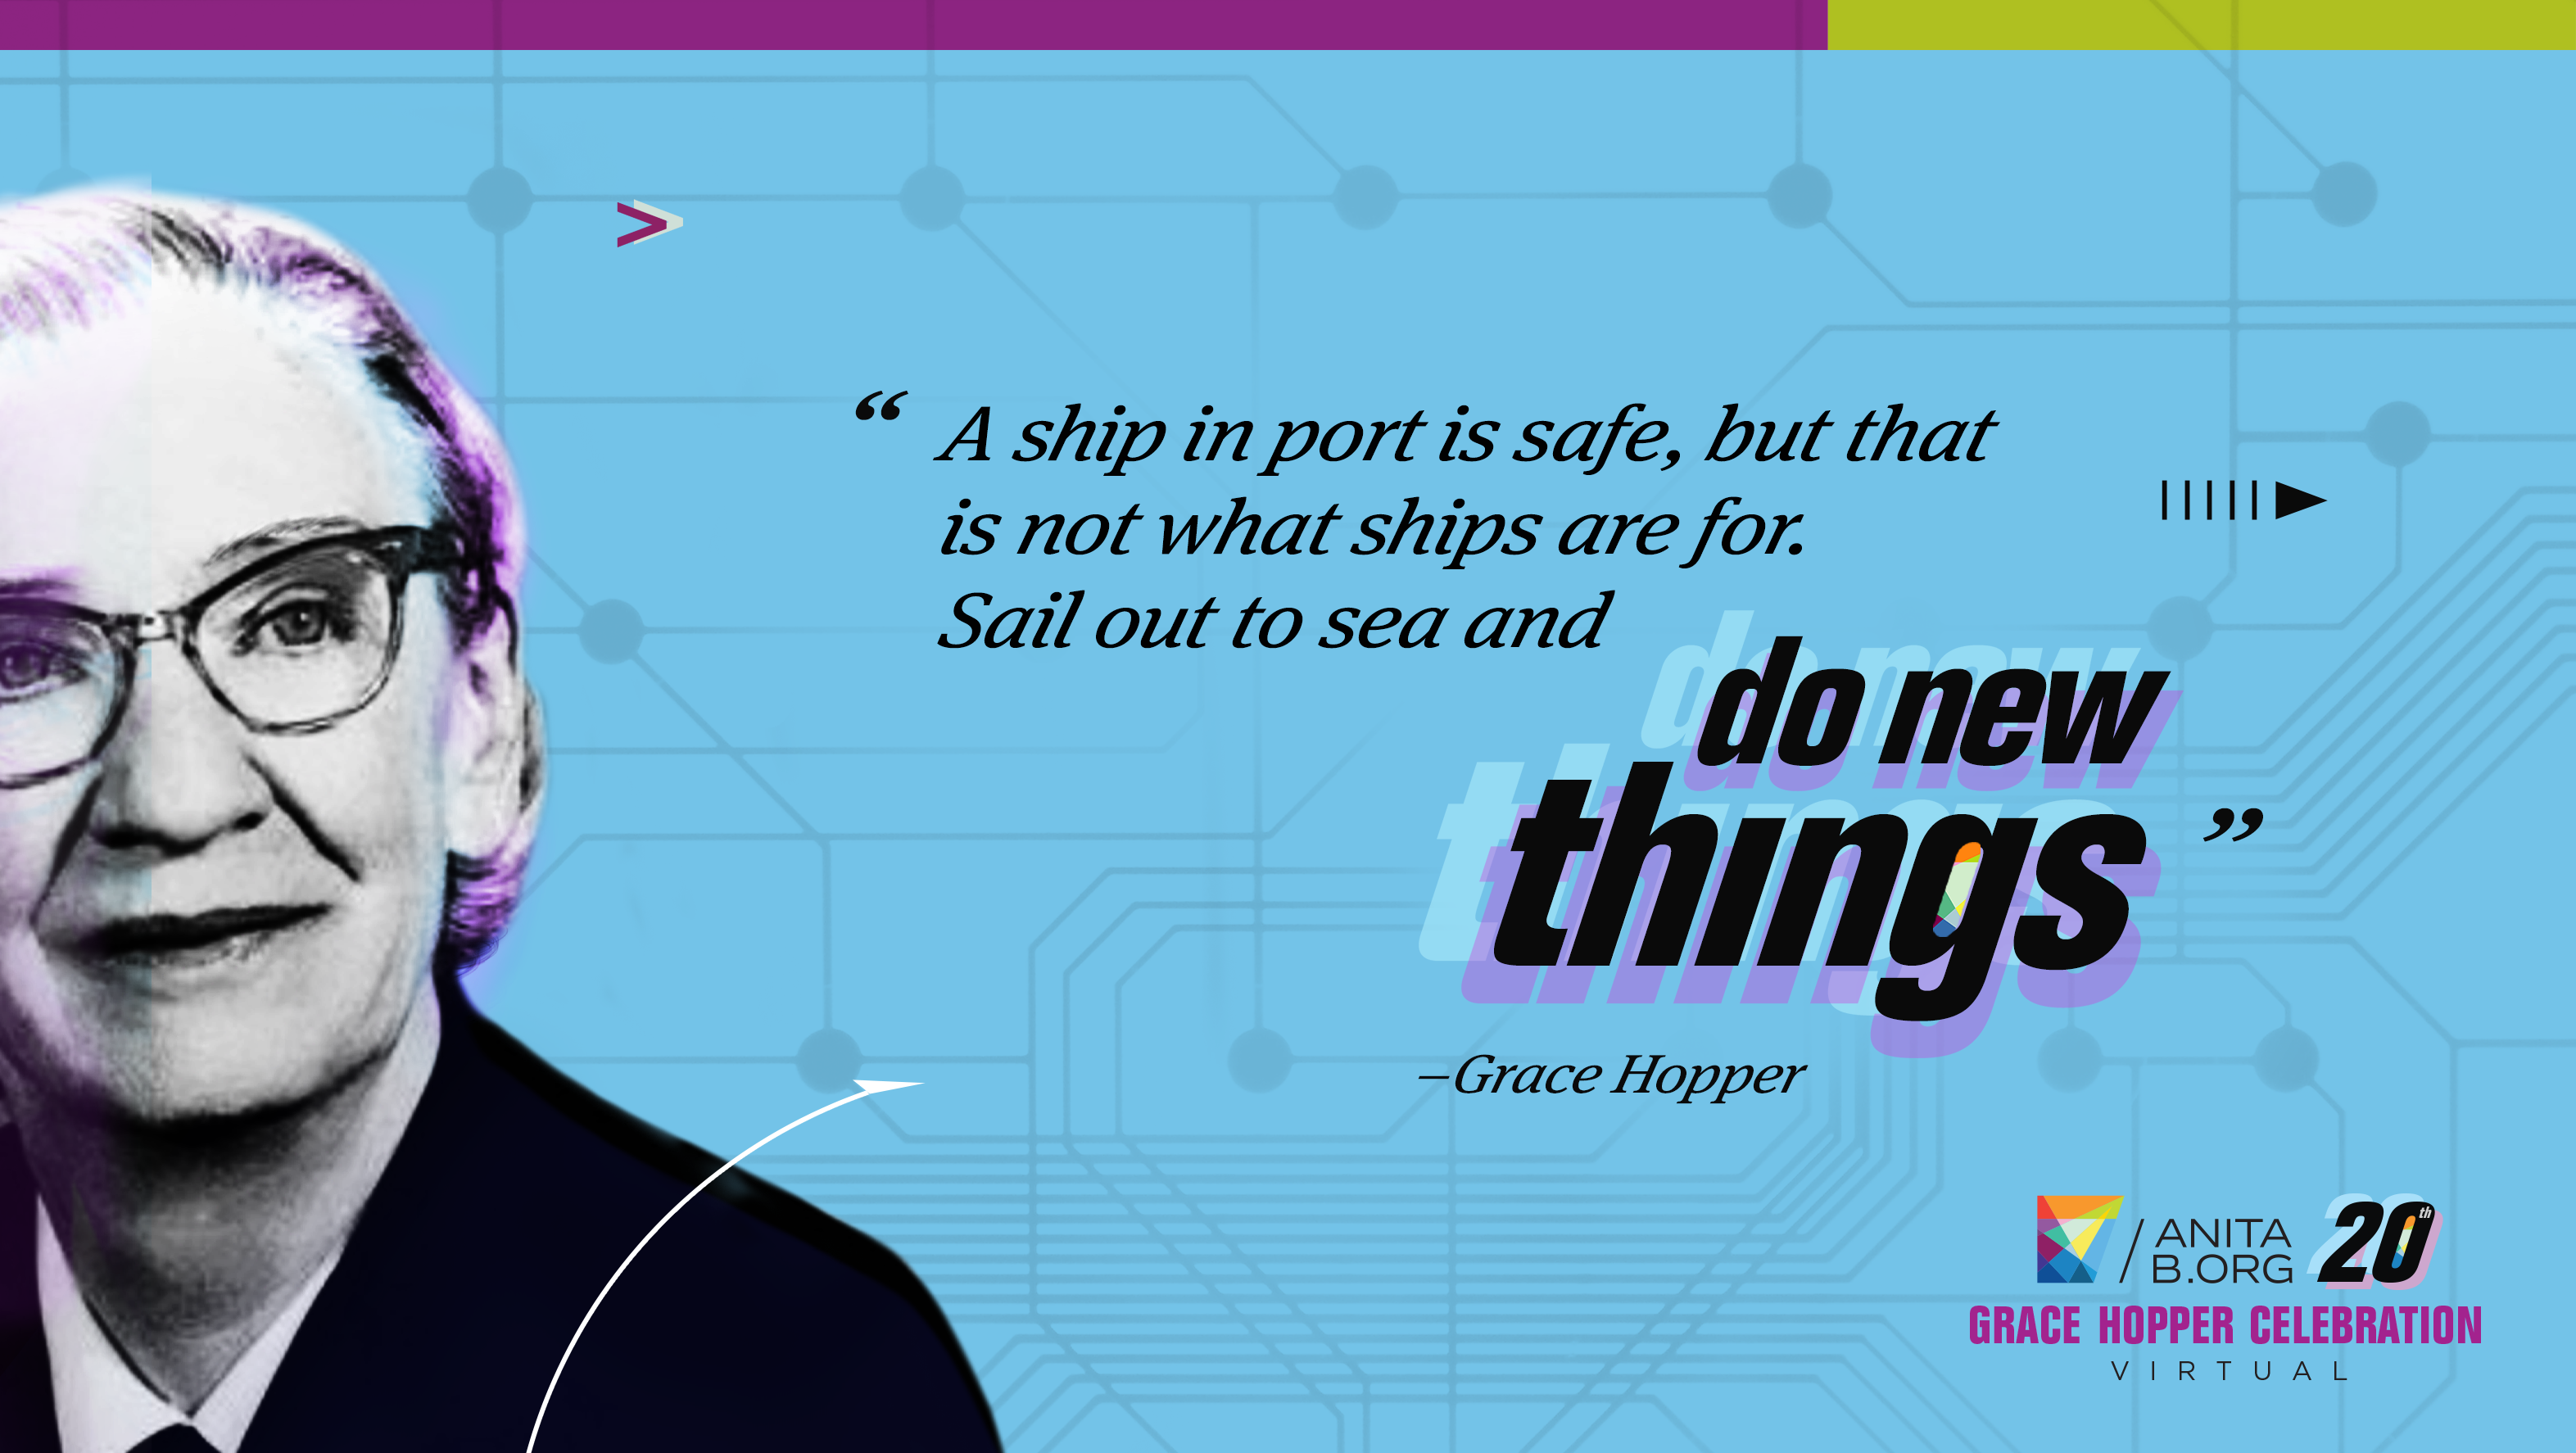 >
“ A ship in port is safe, but that
is not what ships are for.
Sail out to sea and
do new
things ”
–Grace Hopper
/ ANITA
B.ORG
20th
GRACE HOPPER CELEBRATION
VIRTUAL